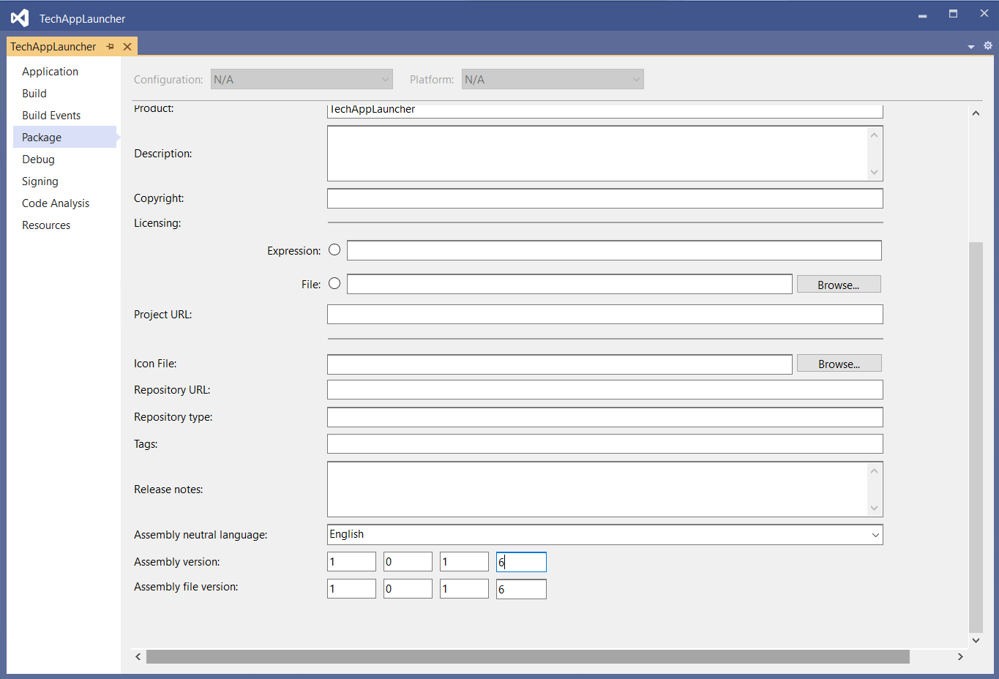 TechAppLauncher
TechAppLauncher
Application
Build
Build Events
Package
Debug
Signing
Code Analysis
Resources
Configuration: N/A Platform: N/A
Product: TechAppLauncher
Description:
Copyright:
Licensing:
Expression:
File: Browse...
Project URL:
Icon File: Browse...
Repository URL:
Repository type:
Tags:
Release notes:
Assembly neutral language: English
Assembly version: 1 0 1 6
Assembly file version: 1 0 1 6